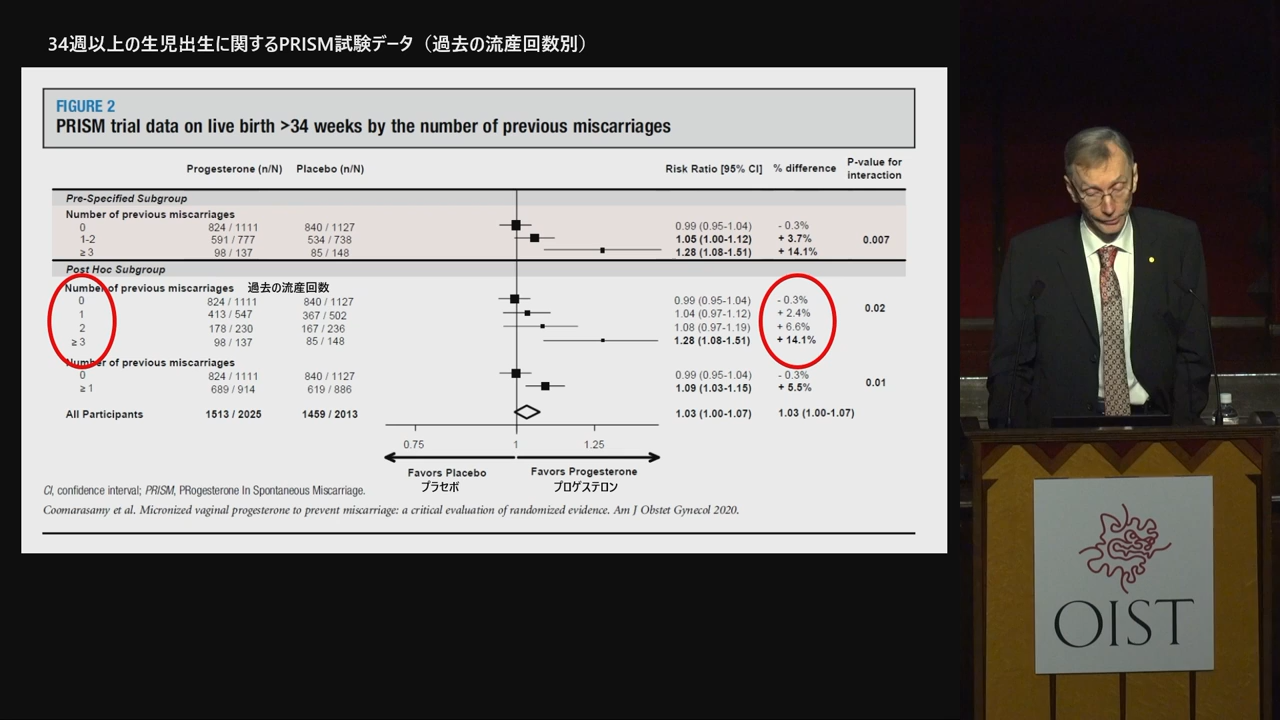 34週以上の生児出生に関するPRISM試験データ（過去の流産回数別）
FIGURE 2
PRISM trial data on live birth >34 weeks by the number of previous miscarriages
Progesterone (n/N) Placebo (n/N) Risk Ratio [95% CI] % difference P-value for interaction
Pre-Specified Subgroup
Number of previous miscarriages
0 824 / 1111 840 / 1127 0.99 (0.95-1.04) - 0.3%
1-2 591 / 777 534 / 738 1.05 (1.00-1.12) + 3.7% 0.007
≥ 3 98 / 137 85 / 148 1.28 (1.08-1.51) + 14.1%
Post Hoc Subgroup
Number of previous miscarriages 過去の流産回数
0 824 / 1111 840 / 1127 0.99 (0.95-1.04) - 0.3%
1 413 / 547 367 / 502 1.04 (0.97-1.12) + 2.4% 0.02
2 178 / 230 167 / 236 1.08 (0.97-1.19) + 6.6%
≥ 3 98 / 137 85 / 148 1.28 (1.08-1.51) + 14.1%
Number of previous miscarriages
0 824 / 1111 840 / 1127 0.99 (0.95-1.04) - 0.3%
≥ 1 689 / 914 619 / 886 1.09 (1.03-1.15) + 5.5% 0.01
All Participants 1513 / 2025 1459 / 2013 1.03 (1.00-1.07) 1.03 (1.00-1.07)
0.75 1 1.25
Favors Placebo Favors Progesterone
プラセボ プロゲステロン
CI, confidence interval; PRISM, PRogesterone In Spontaneous Miscarriage.
Coomarasamy et al. Micronized vaginal progesterone to prevent miscarriage: a critical evaluation of randomized evidence. Am J Obstet Gynecol 2020.
OIST